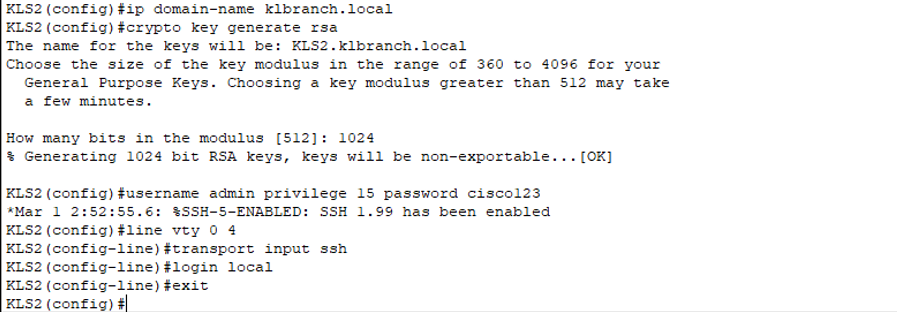 KLS2(config)#ip domain-name klbranch.local
KLS2(config)#crypto key generate rsa
The name for the keys will be: KLS2.klbranch.local
Choose the size of the key modulus in the range of 360 to 4096 for your
General Purpose Keys. Choosing a key modulus greater than 512 may take
a few minutes.
How many bits in the modulus [512]: 1024
% Generating 1024 bit RSA keys, keys will be non-exportable...[OK]
KLS2(config)#username admin privilege 15 password cisco123
*Mar 1 2:52:55.6: %SSH-5-ENABLED: SSH 1.99 has been enabled
KLS2(config)#line vty 0 4
KLS2(config-line)#transport input ssh
KLS2(config-line)#login local
KLS2(config-line)#exit
KLS2(config)#